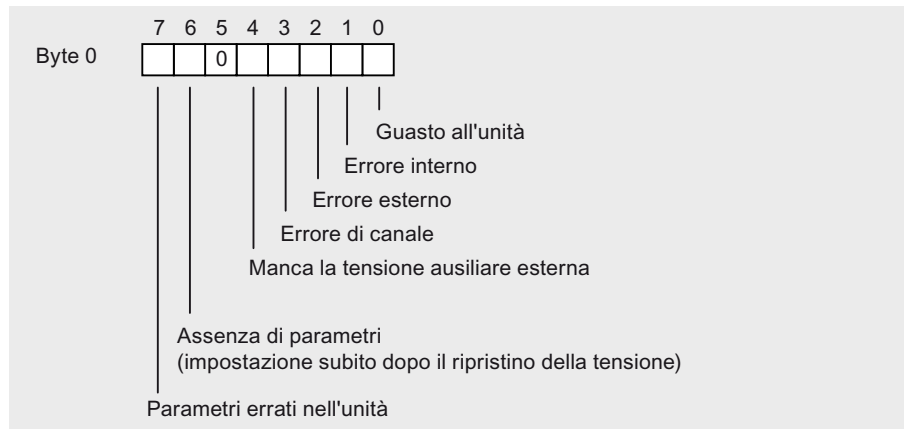 7 6 5 4 3 2 1 0
Byte 0
0
Guasto all'unità
Errore interno
Errore esterno
Errore di canale
Manca la tensione ausiliare esterna
Assenza di parametri
(impostazione subito dopo il ripristino della tensione)
Parametri errati nell'unità